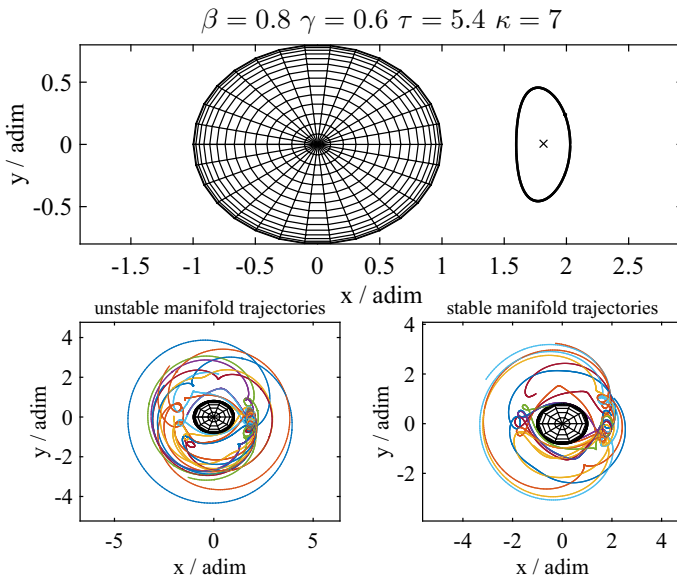 β = 0.8 γ = 0.6 τ = 5.4 κ = 7
y / adim
0.5
0
-0.5
-1.5 -1 -0.5 0 0.5 1 1.5 2 2.5
x / adim
unstable manifold trajectories
y / adim
4
2
0
-2
-4
-5 0 5
x / adim
stable manifold trajectories
y / adim
4
2
0
-2
-4 -2 0 2 4
x / adim